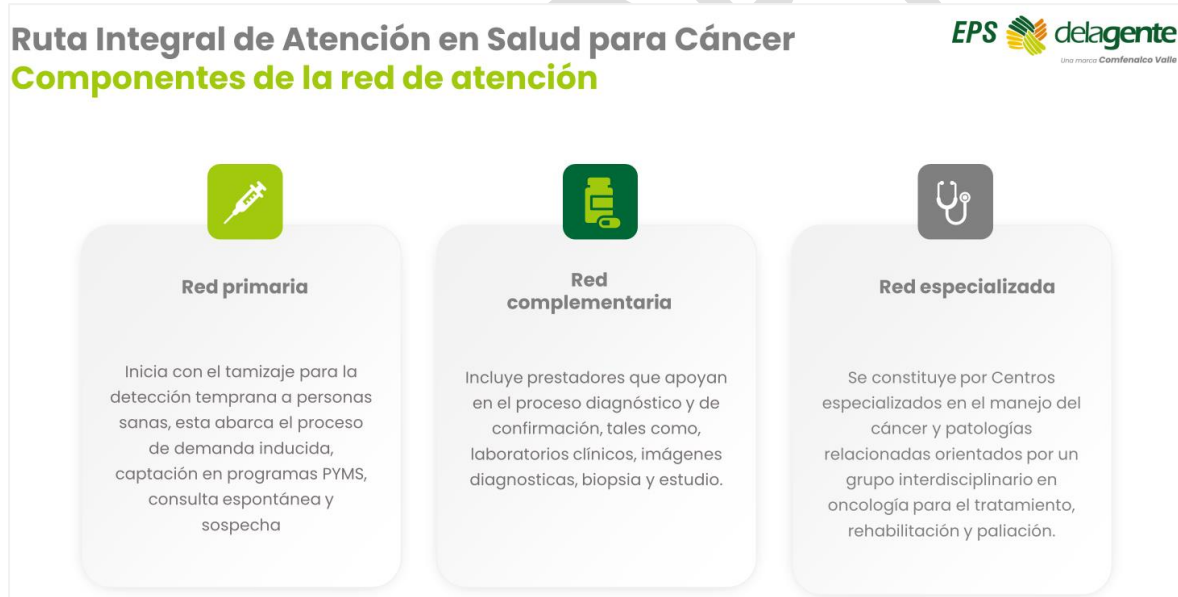 Ruta Integral de Atención en Salud para Cáncer
Componentes de la red de atención
EPS delagente
Una marca Comfenalco Valle
Red primaria
Inicia con el tamizaje para la
detección temprana a personas
sanas, esta abarca el proceso
de demanda inducida,
captación en programas PYMS,
consulta espontánea y
sospecha
Red
complementaria
Incluye prestadores que apoyan
en el proceso diagnóstico y de
confirmación, tales como,
laboratorios clínicos, imágenes
diagnosticas, biopsia y estudio.
Red especializada
Se constituye por Centros
especializados en el manejo del
cáncer y patologías
relacionadas orientados por un
grupo interdisciplinario en
oncología para el tratamiento,
rehabilitación y paliación.